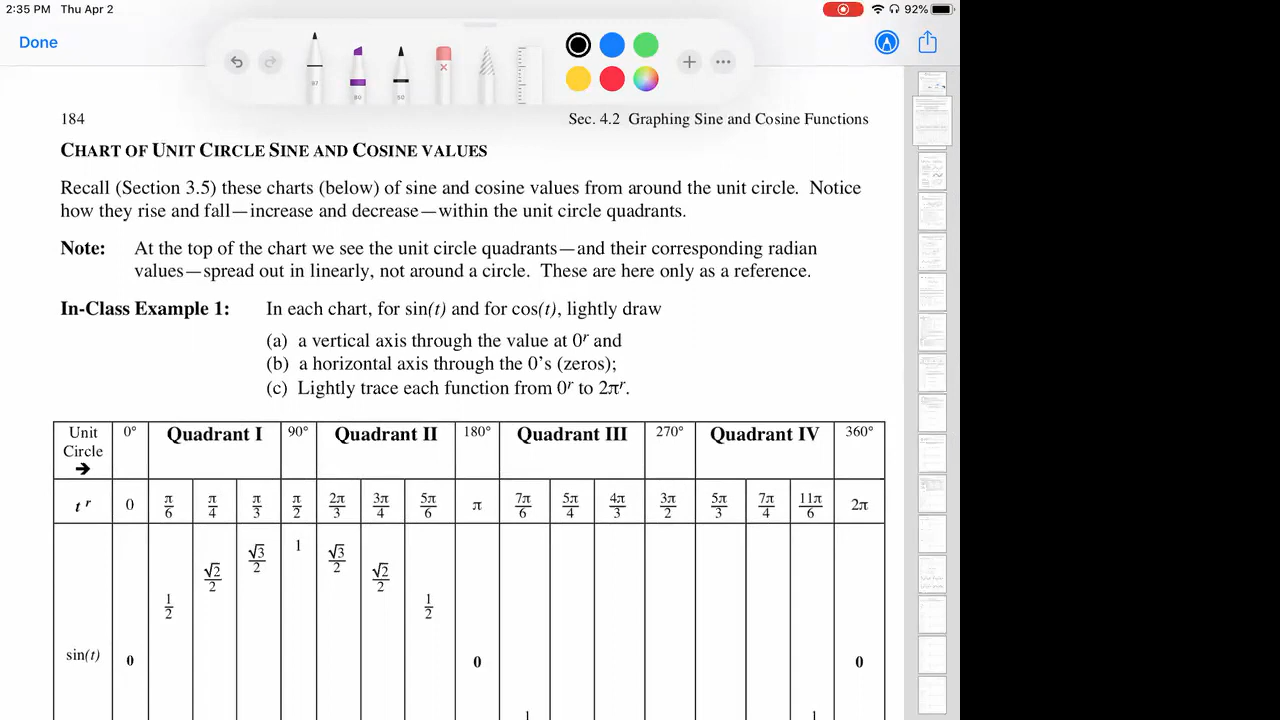 2:35 PM Thu Apr 2
92%
Done
97
80
50
184
Sec. 4.2 Graphing Sine and Cosine Functions
CHART OF UNIT CIRCLE SINE AND COSINE VALUES
Recall (Section 3.5) these charts (below) of sine and cosine values from around the unit circle. Notice
how they rise and fall—increase and decrease—within the unit circle quadrants.
Note: At the top of the chart we see the unit circle quadrants—and their corresponding radian
values—spread out in linearly, not around a circle. These are here only as a reference.
In-Class Example 1: In each chart, for sin(t) and for cos(t), lightly draw
(a) a vertical axis through the value at 0ʳ and
(b) a horizontal axis through the 0's (zeros);
(c) Lightly trace each function from 0ʳ to 2πʳ.
Unit Circle ➔ 0° Quadrant I 90° Quadrant II 180° Quadrant III 270° Quadrant IV 360°
t ʳ 0 π/6 π/4 π/3 π/2 2π/3 3π/4 5π/6 π 7π/6 5π/4 4π/3 3π/2 5π/3 7π/4 11π/6 2π
√3/2 1 √3/2
√2/2 √2/2
1/2 1/2
sin(t) 0 0 0
1 1